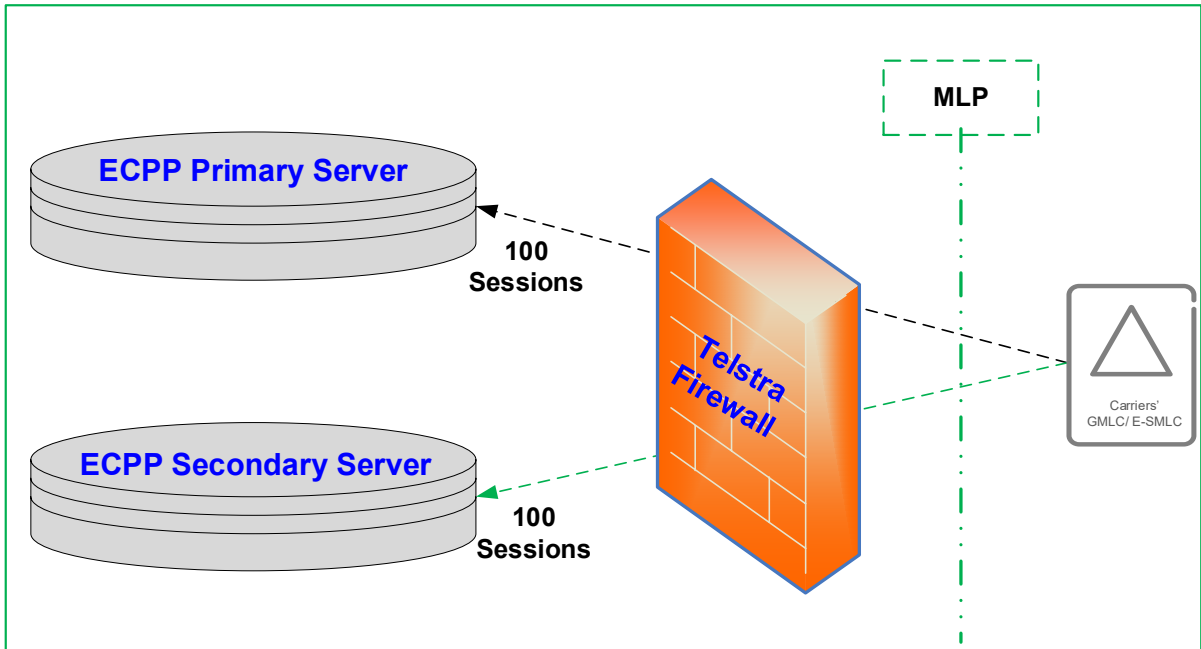 MLP
ECPP Primary Server
100
Sessions
Telstra
Firewall
Carriers'
GMLC/ E-SMLC
ECPP Secondary Server
100
Sessions